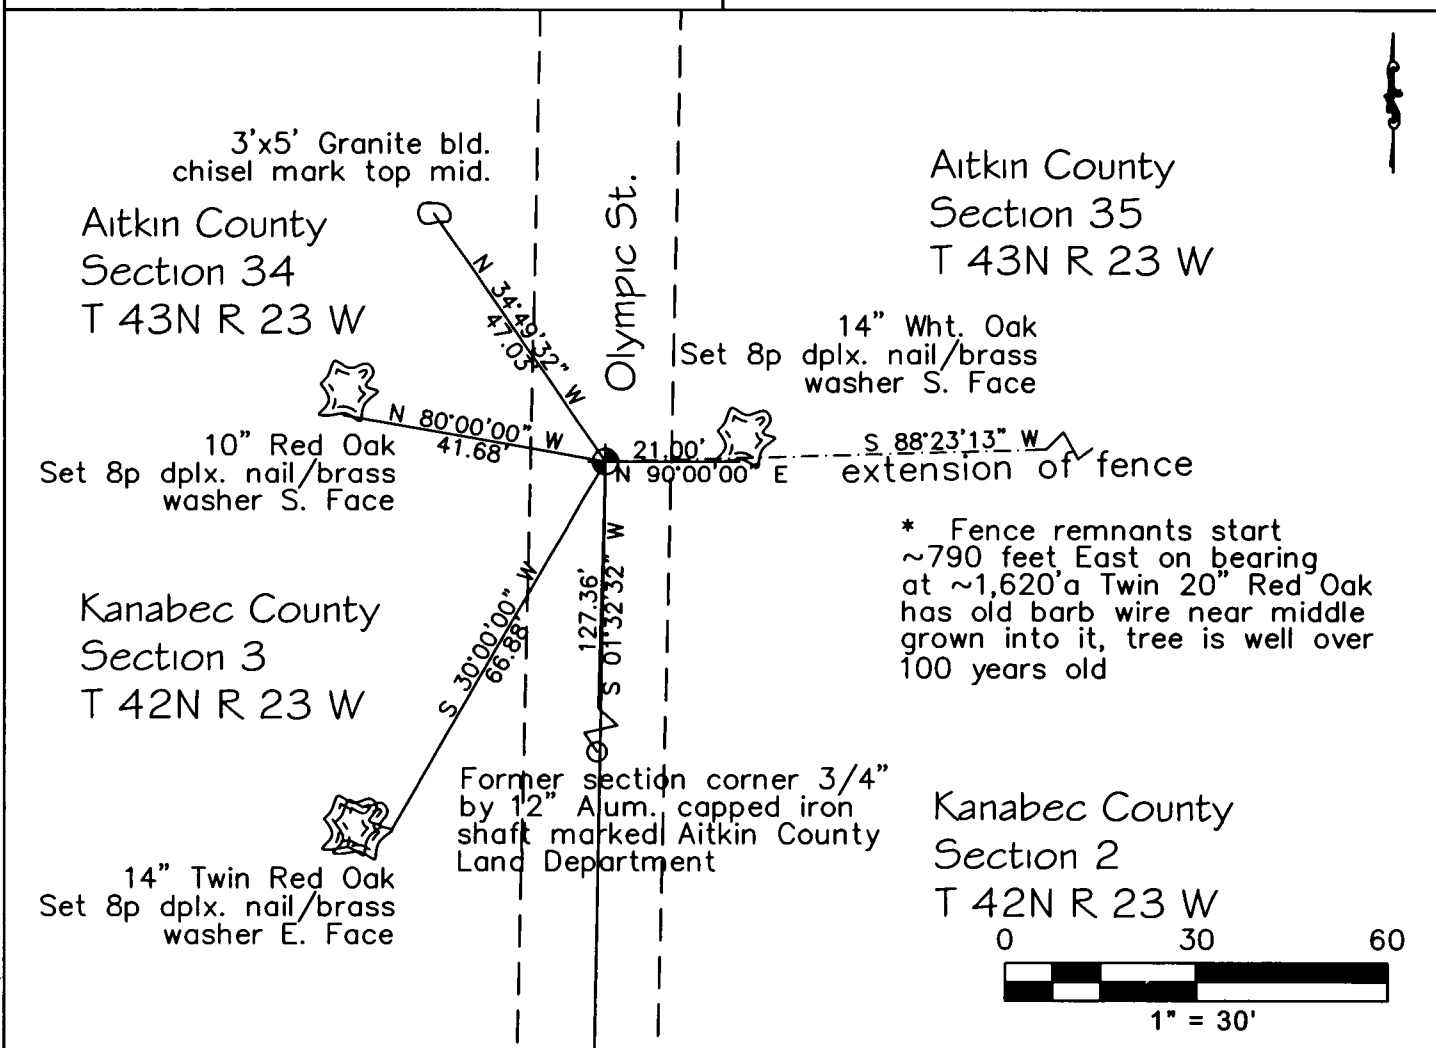 3'x5' Granite bld.
chisel mark top mid.
Aitkin County
Section 34
T 43N R 23 W
Olympic St.
Aitkin County
Section 35
T 43N R 23 W
N 34°49'32" W
47.03'
14" Wht. Oak
Set 8p dplx. nail/brass
washer S. Face
N 80°00'00" W
41.68'
10" Red Oak
Set 8p dplx. nail/brass
washer S. Face
21.00'
N 90°00'00" E
S 88°23'13" W
extension of fence
* Fence remnants start
~790 feet East on bearing
at ~1,620'a Twin 20" Red Oak
has old barb wire near middle
grown into it, tree is well over
100 years old
127.36'
S 01°32'32" W
S 30°00'00" W
66.88'
Kanabec County
Section 3
T 42N R 23 W
Former section corner 3/4"
by 12" Alum. capped iron
shaft marked Aitkin County
Land Department
14" Twin Red Oak
Set 8p dplx. nail/brass
washer E. Face
Kanabec County
Section 2
T 42N R 23 W
0 30 60
1" = 30'